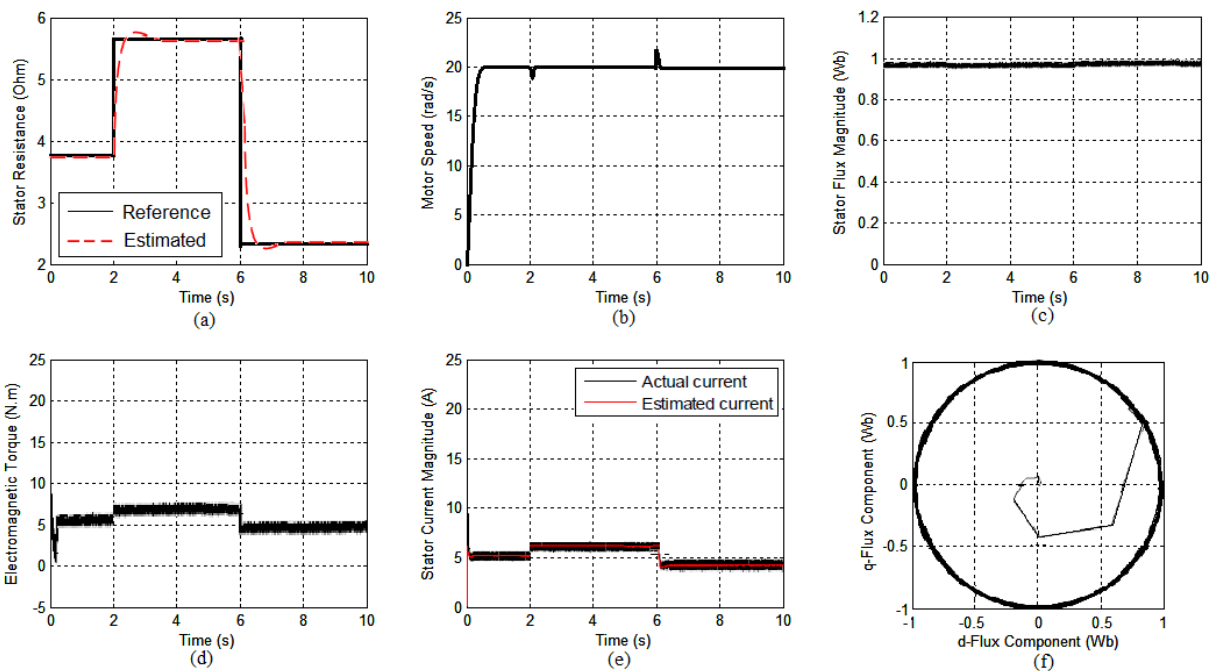 6
5
4
3
2
Stator Resistance (Ohm)
Reference
Estimated
0 2 4 6 8 10
Time (s)
(a)
25
20
15
10
5
0
Motor Speed (rad/s)
0 2 4 6 8 10
Time (s)
(b)
1.2
1
0.8
0.6
0.4
0.2
0
Stator Flux Magnitude (Wb)
0 2 4 6 8 10
Time (s)
(c)
25
20
15
10
5
0
-5
Electromagnetic Torque (N.m)
0 2 4 6 8 10
Time (s)
(d)
25
20
15
10
5
0
Stator Current Magnitude (A)
Actual current
Estimated current
0 2 4 6 8 10
Time (s)
(e)
1
0.5
0
-0.5
-1
q-Flux Component (Wb)
-1 -0.5 0 0.5 1
d-Flux Component (Wb)
(f)